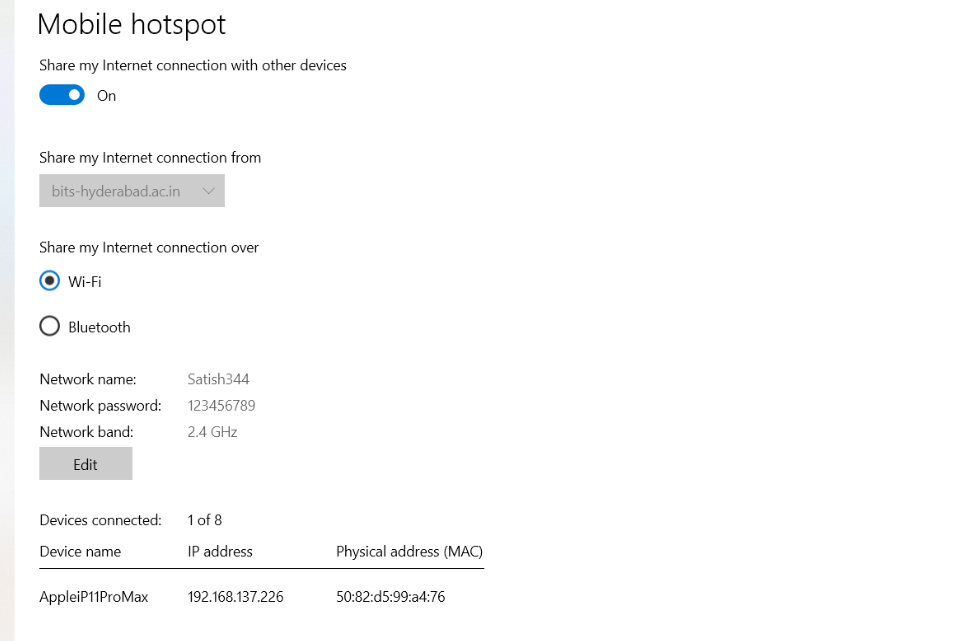 Mobile hotspot
Share my Internet connection with other devices
On
Share my Internet connection from
bits-hyderabad.ac.in
Share my Internet connection over
Wi-Fi
Bluetooth
Network name: Satish344
Network password: 123456789
Network band: 2.4 GHz
Edit
Devices connected: 1 of 8
Device name IP address Physical address (MAC)
AppleiP11ProMax 192.168.137.226 50:82:d5:99:a4:76